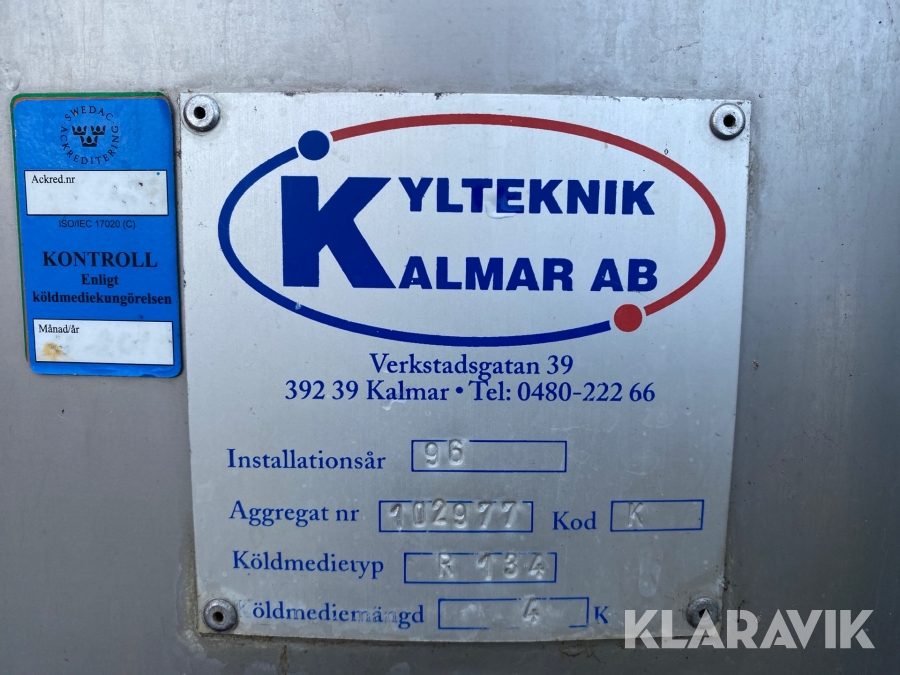 SWEDAC
ACKREDITERING
Ackred.nr
ISO/IEC 17020 (C)
KONTROLL
Enligt
köldmediekungörelsen
Månad/år
KYLTEKNIK
KALMAR AB
Verkstadsgatan 39
392 39 Kalmar • Tel: 0480-222 66
Installationsår 96
Aggregat nr 102977 Kod K
Köldmedietyp R 134
Köldmediemängd 4 K
KLARAVIK